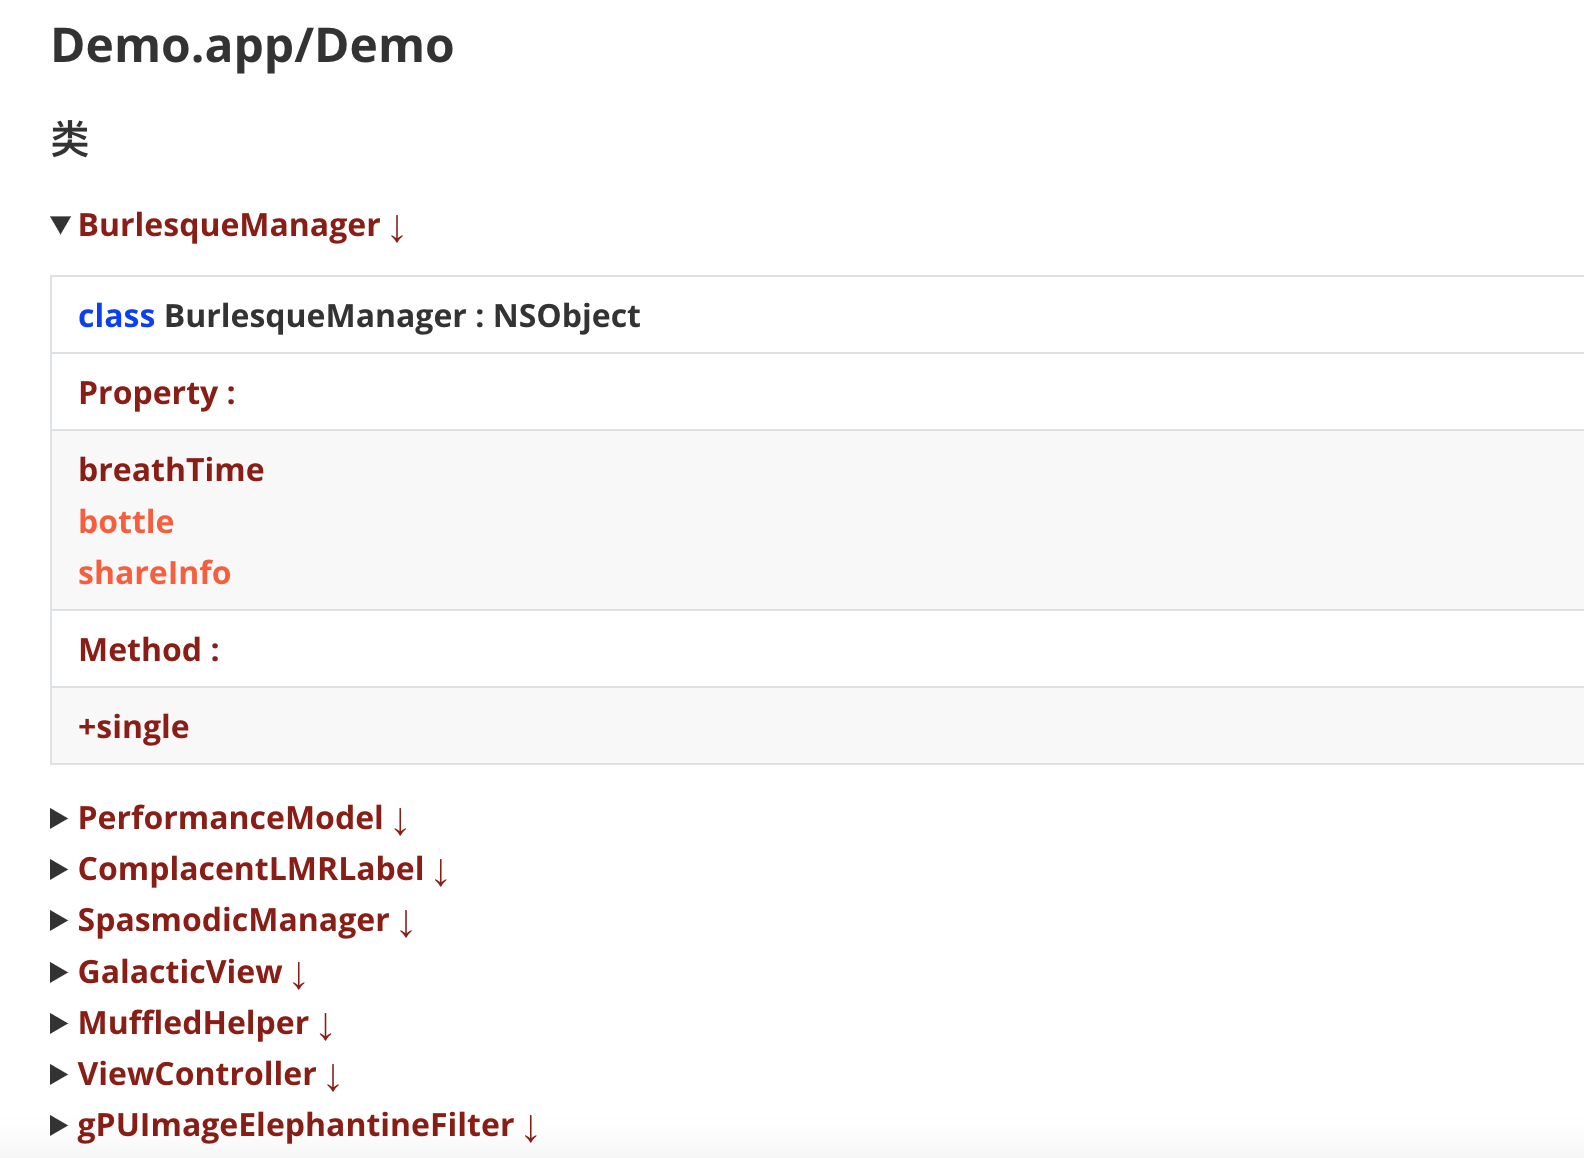 Demo.app/Demo
类
▼ BurlesqueManager ↓
class BurlesqueManager : NSObject
Property :
breathTime
bottle
shareInfo
Method :
+single
▶ PerformanceModel ↓
▶ ComplacentLMRLabel ↓
▶ SpasmodicManager ↓
▶ GalacticView ↓
▶ MuffledHelper ↓
▶ ViewController ↓
▶ gPUImageElephantineFilter ↓